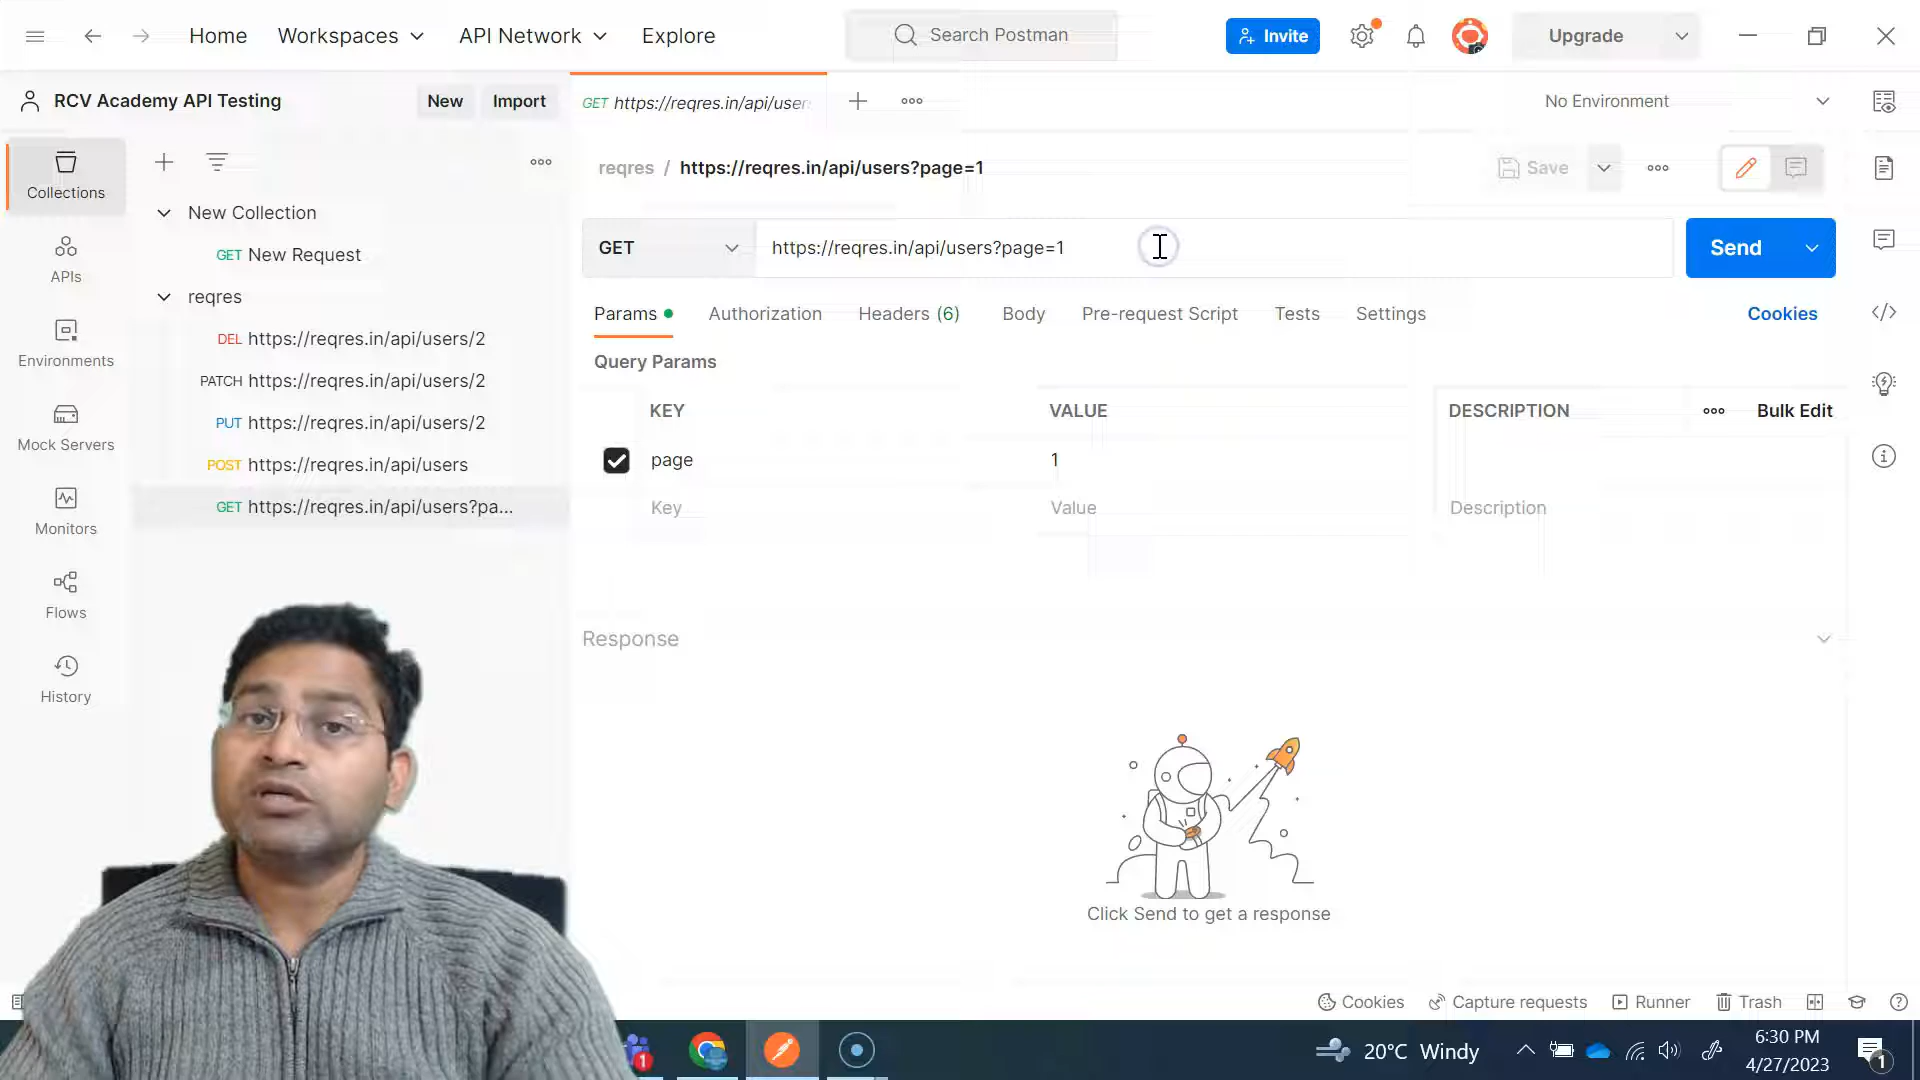 Home Workspaces API Network Explore Search Postman Invite Upgrade
RCV Academy API Testing New Import GET https://reqres.in/api/user No Environment
reqres / https://reqres.in/api/users?page=1 Save
GET https://reqres.in/api/users?page=1 Send
Params Authorization Headers (6) Body Pre-request Script Tests Settings Cookies
Query Params
KEY VALUE DESCRIPTION Bulk Edit
page 1
Key Value Description
Response
Click Send to get a response
Collections
APIs
Environments
Mock Servers
Monitors
Flows
History
New Collection
GET New Request
reqres
DEL https://reqres.in/api/users/2
PATCH https://reqres.in/api/users/2
PUT https://reqres.in/api/users/2
POST https://reqres.in/api/users
GET https://reqres.in/api/users?pa...
Cookies Capture requests Runner Trash
1
20°C Windy
6:30 PM
4/27/2023
1